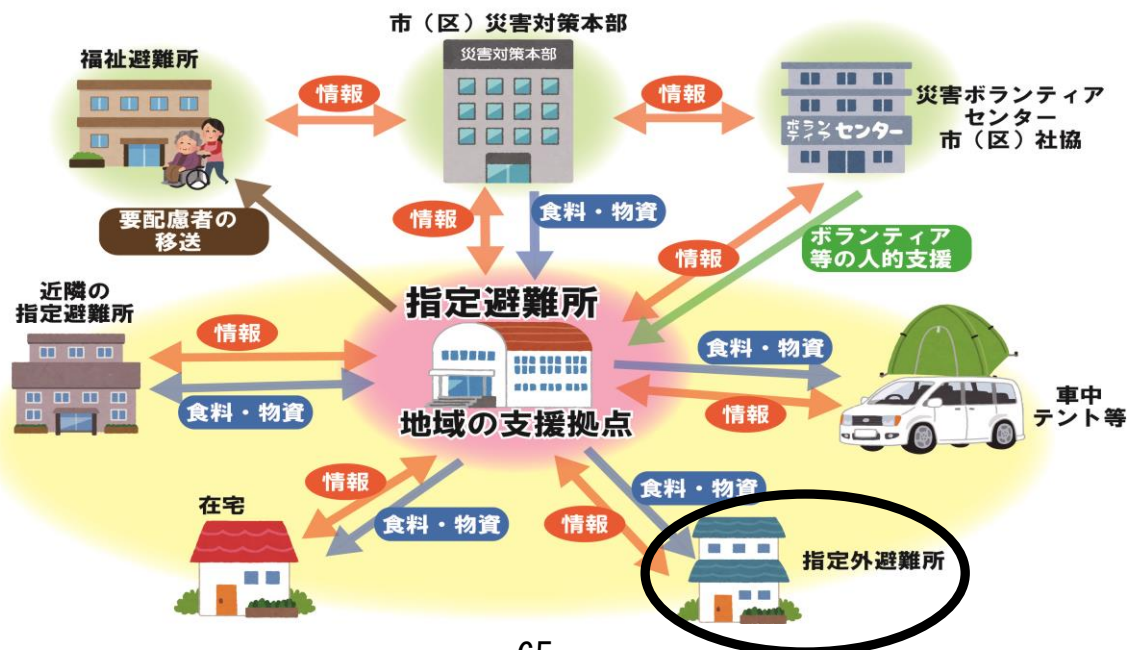 市（区）災害対策本部
災害対策本部
福祉避難所
情報
情報
災害ボランティア
センター
市（区）社協
ボラン
ティア センター
要配慮者の
移送
情報
食料・物資
情報
ボランティア
等の人的支援
近隣の
指定避難所
指定避難所
情報
食料・物資
食料・物資
情報
車中
テント等
地域の支援拠点
在宅
情報
食料・物資
食料・物資
情報
指定外避難所